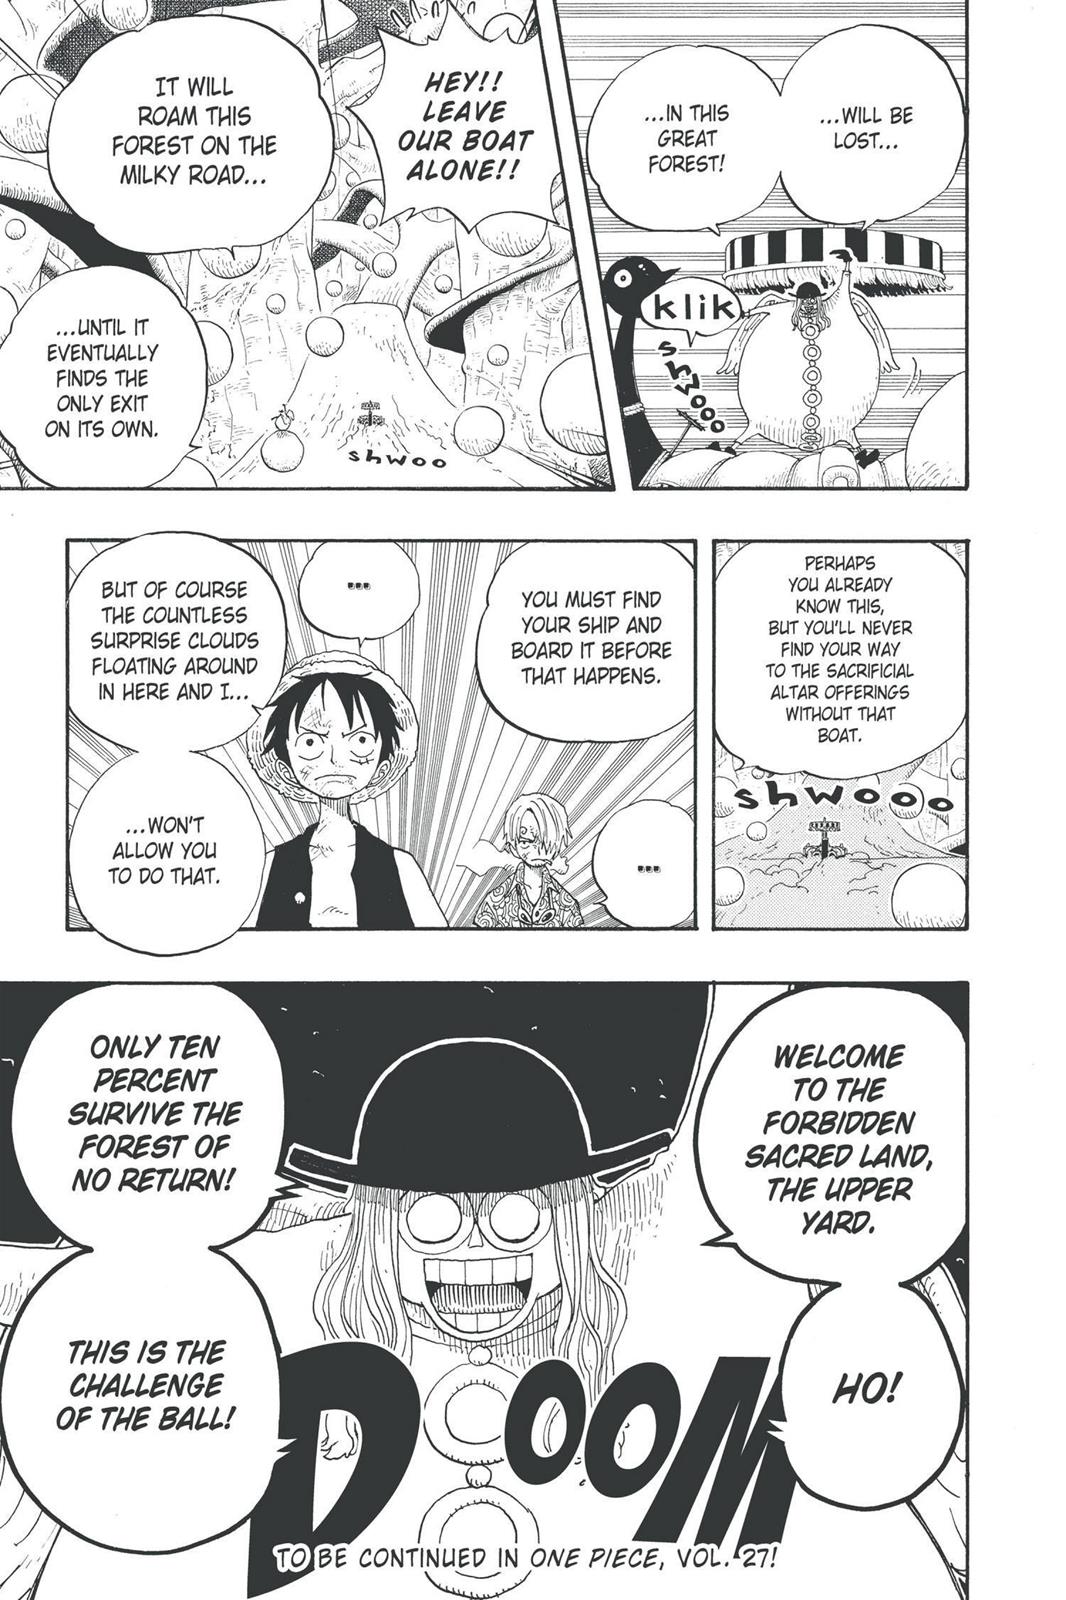 ...WILL BE
LOST...
...IN THIS
GREAT
FOREST!
klik
shwooo
HEY!!
LEAVE
OUR BOAT
ALONE!!
IT WILL
ROAM THIS
FOREST ON THE
MILKY ROAD...
...UNTIL IT
EVENTUALLY
FINDS THE
ONLY EXIT
ON ITS OWN.
shwoo
PERHAPS
YOU ALREADY
KNOW THIS,
BUT YOU'LL NEVER
FIND YOUR WAY
TO THE SACRIFICIAL
ALTAR OFFERINGS
WITHOUT THAT
BOAT.
shwooo
YOU MUST FIND
YOUR SHIP AND
BOARD IT BEFORE
THAT HAPPENS.
...
...
BUT OF COURSE
THE COUNTLESS
SURPRISE CLOUDS
FLOATING AROUND
IN HERE AND I...
...WON'T
ALLOW YOU
TO DO THAT.
WELCOME
TO THE
FORBIDDEN
SACRED LAND,
THE UPPER
YARD.
HO!
ONLY TEN
PERCENT
SURVIVE THE
FOREST OF
NO RETURN!
THIS IS THE
CHALLENGE
OF THE BALL!
DOOM
TO BE CONTINUED IN ONE PIECE, VOL. 27!